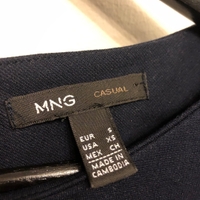 MNG CASUAL
EUR S
USA XS
MEX CH
MADE IN
CAMBODIA